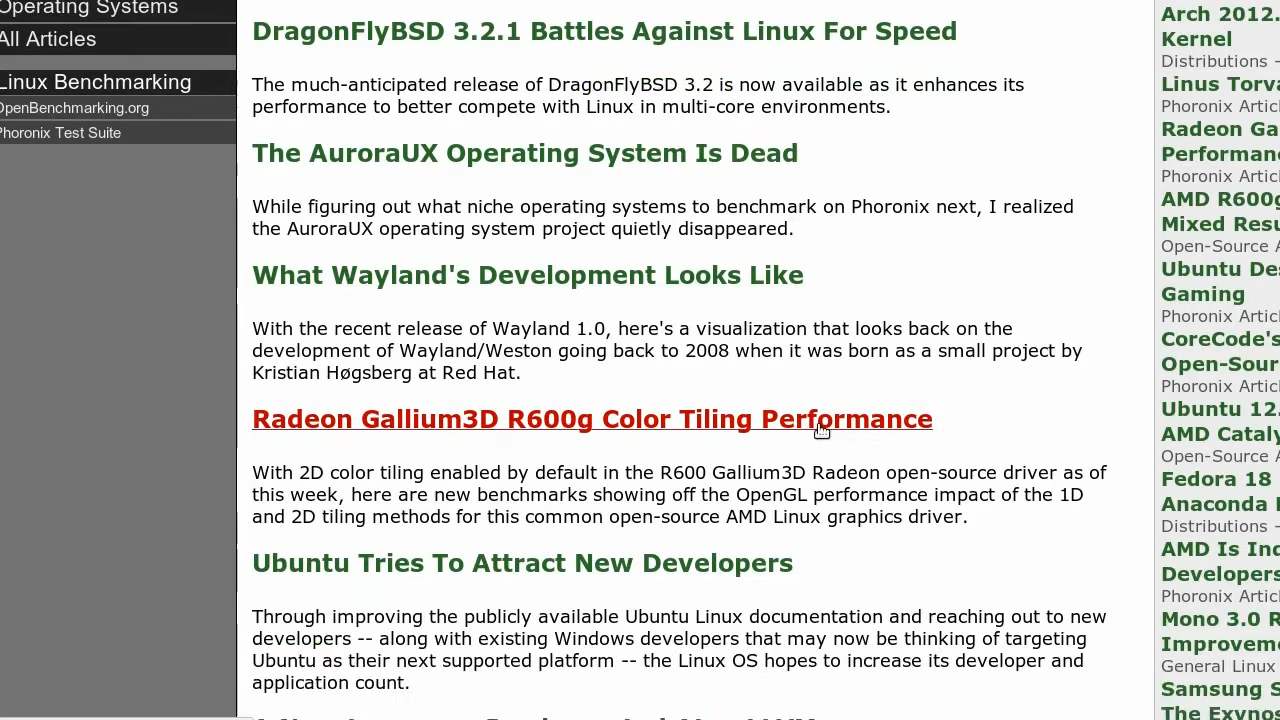 Operating Systems
All Articles
Linux Benchmarking
OpenBenchmarking.org
Phoronix Test Suite
DragonFlyBSD 3.2.1 Battles Against Linux For Speed
The much-anticipated release of DragonFlyBSD 3.2 is now available as it enhances its
performance to better compete with Linux in multi-core environments.
The AuroraUX Operating System Is Dead
While figuring out what niche operating systems to benchmark on Phoronix next, I realized
the AuroraUX operating system project quietly disappeared.
What Wayland's Development Looks Like
With the recent release of Wayland 1.0, here's a visualization that looks back on the
development of Wayland/Weston going back to 2008 when it was born as a small project by
Kristian Høgsberg at Red Hat.
Radeon Gallium3D R600g Color Tiling Performance
With 2D color tiling enabled by default in the R600 Gallium3D Radeon open-source driver as of
this week, here are new benchmarks showing off the OpenGL performance impact of the 1D
and 2D tiling methods for this common open-source AMD Linux graphics driver.
Ubuntu Tries To Attract New Developers
Through improving the publicly available Ubuntu Linux documentation and reaching out to new
developers -- along with existing Windows developers that may now be thinking of targeting
Ubuntu as their next supported platform -- the Linux OS hopes to increase its developer and
application count.
Arch 2012.
Kernel
Distributions -
Linus Torva
Phoronix Artic
Radeon Ga
Performanc
Phoronix Artic
AMD R600g
Mixed Resu
Open-Source A
Ubuntu Des
Gaming
Phoronix Artic
CoreCode's
Open-Sour
Phoronix Artic
Ubuntu 12
AMD Cataly
Open-Source A
Fedora 18
Anaconda
Distributions -
AMD Is Ind
Developers
Phoronix Artic
Mono 3.0 R
Improveme
General Linux
Samsung S
The Exynos